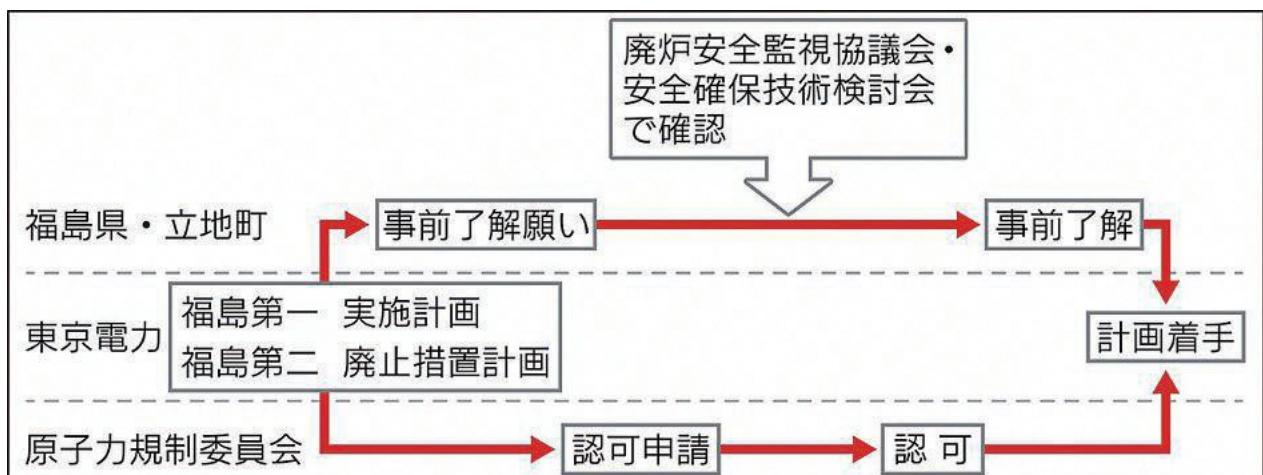 廃炉安全監視協議会・
安全確保技術検討会
で確認
福島県・立地町
事前了解願い
事前了解
東京電力
福島第一 実施計画
福島第二 廃止措置計画
計画着手
原子力規制委員会
認可申請
認 可